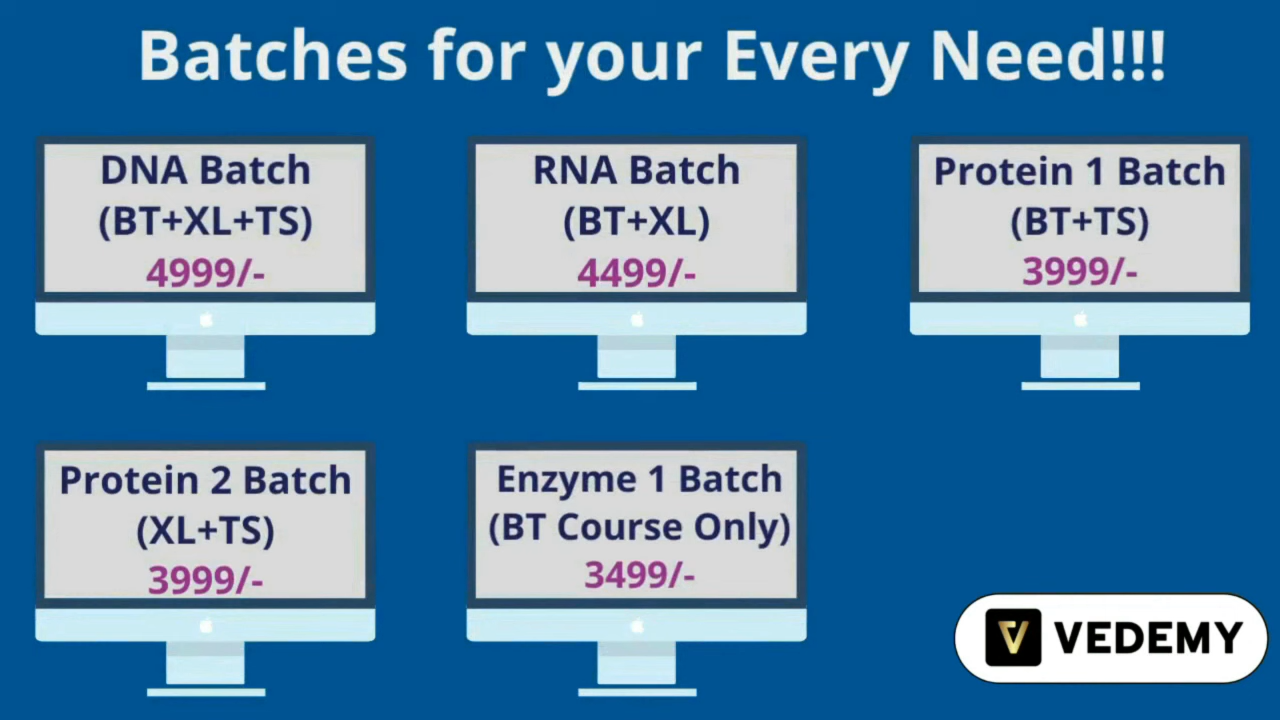 Batches for your Every Need!!!
DNA Batch
(BT+XL+TS)
4999/-
RNA Batch
(BT+XL)
4499/-
Protein 1 Batch
(BT+TS)
3999/-
Protein 2 Batch
(XL+TS)
3999/-
Enzyme 1 Batch
(BT Course Only)
3499/-
VEDEMY